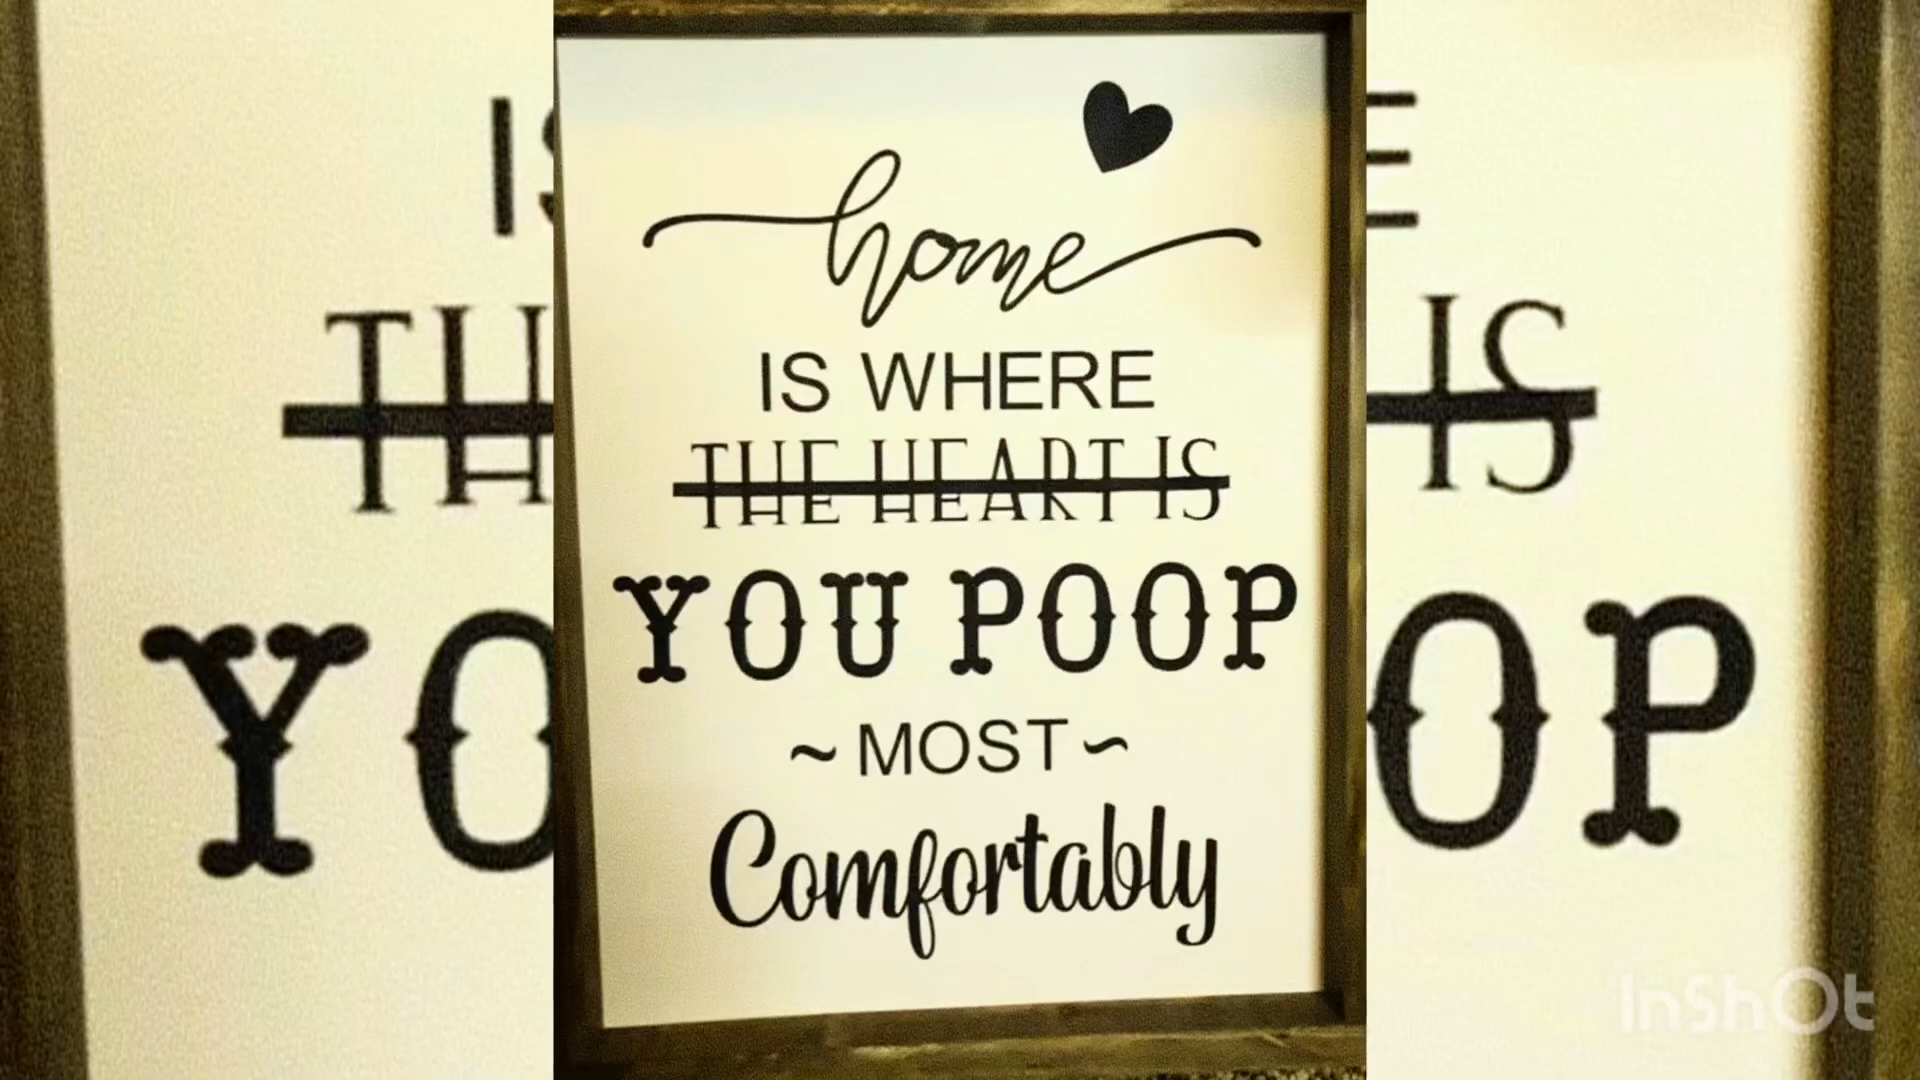 home
IS WHERE
THE HEART IS
YOU POOP
~ MOST ~
Comfortably
InShOt